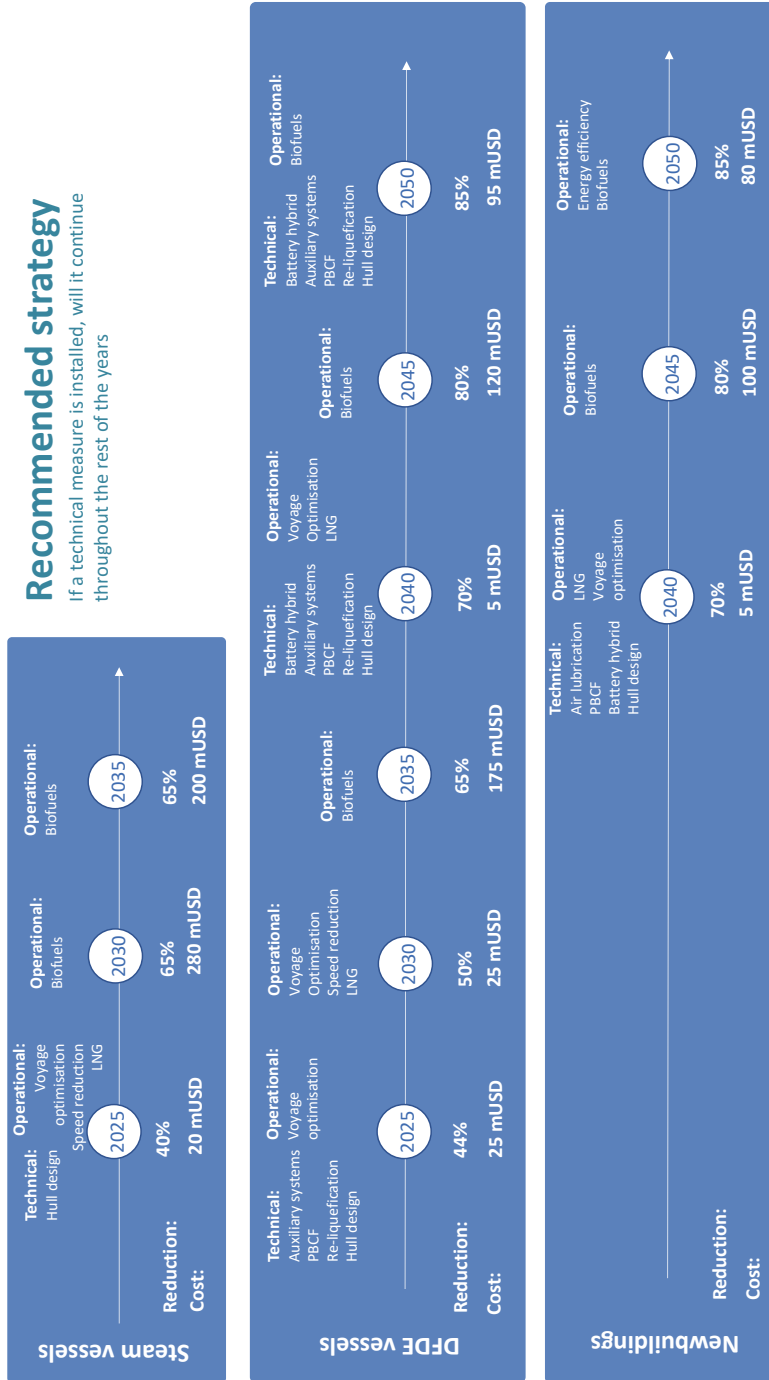 Recommended strategy
If a technical measure is installed, will it continue
throughout the rest of the years
Steam vessels
Technical:
Hull design
Operational:
Voyage
optimisation
Speed reduction
LNG
2025
40%
20 mUSD
Operational:
Biofuels
2030
65%
280 mUSD
Operational:
Biofuels
2035
65%
200 mUSD
Reduction:
Cost:
DFDE vessels
Technical:
Auxiliary systems
PBCF
Re-liquefication
Hull design
Operational:
Voyage
optimisation
2025
44%
25 mUSD
Operational:
Voyage
Optimisation
Speed reduction
LNG
2030
50%
25 mUSD
Operational:
Biofuels
2035
65%
175 mUSD
Technical:
Battery hybrid
Auxiliary systems
PBCF
Re-liquefication
Hull design
Operational:
Voyage
Optimisation
LNG
2040
70%
5 mUSD
Operational:
Biofuels
2045
80%
120 mUSD
Technical:
Battery hybrid
Auxiliary systems
PBCF
Re-liquefication
Hull design
Operational:
Biofuels
2050
85%
95 mUSD
Reduction:
Cost:
Newbuildings
Technical:
Air lubrication
PBCF
Battery hybrid
Hull design
Operational:
LNG
Voyage
optimisation
2040
70%
5 mUSD
Operational:
Biofuels
2045
80%
100 mUSD
Operational:
Energy efficiency
Biofuels
2050
85%
80 mUSD
Reduction:
Cost: